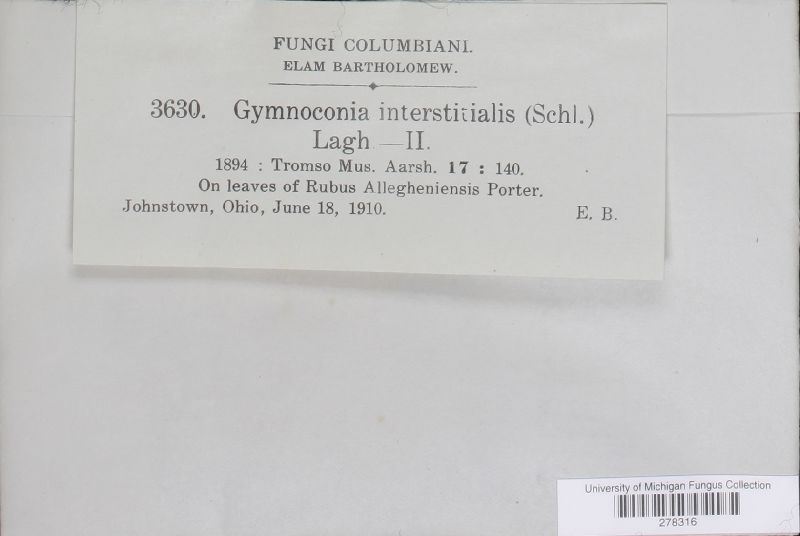 FUNGI COLUMBIANI.
ELAM BARTHOLOMEW.
3630. Gymnoconia interstitialis (Schl.)
Lagh —II.
1894 : Tromso Mus. Aarsh. 17 : 140.
On leaves of Rubus Allegheniensis Porter.
Johnstown, Ohio, June 18, 1910. E. B.
University of Michigan Fungus Collection
278316